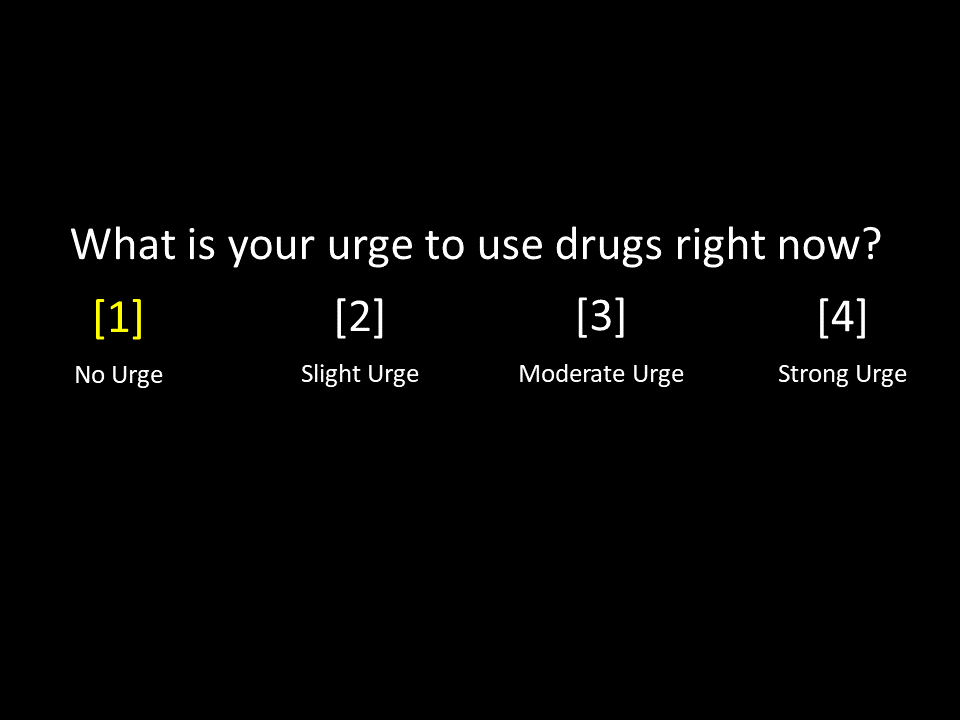 What is your urge to use drugs right now?
[1] [2] [3] [4]
No Urge Slight Urge Moderate Urge Strong Urge